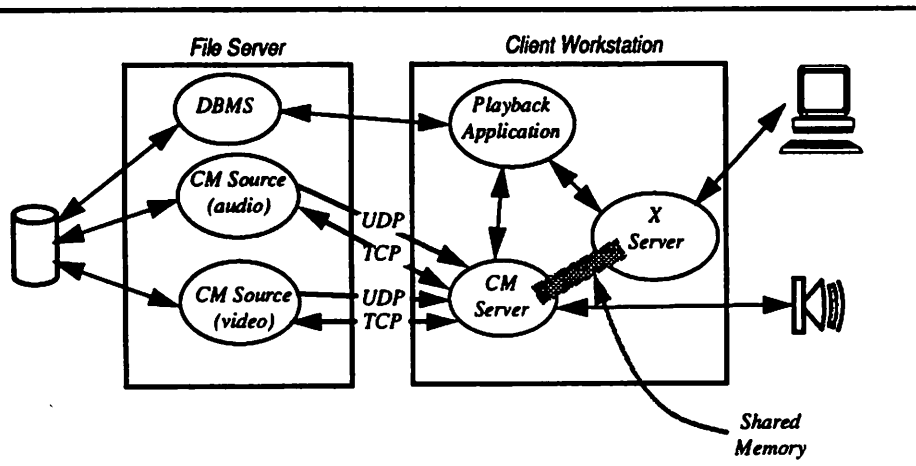 File Server
Client Workstation
DBMS
Playback
Application
CM Source
(audio)
UDP
TCP
X
Server
CM Source
(video)
UDP
TCP
CM
Server
Shared
Memory